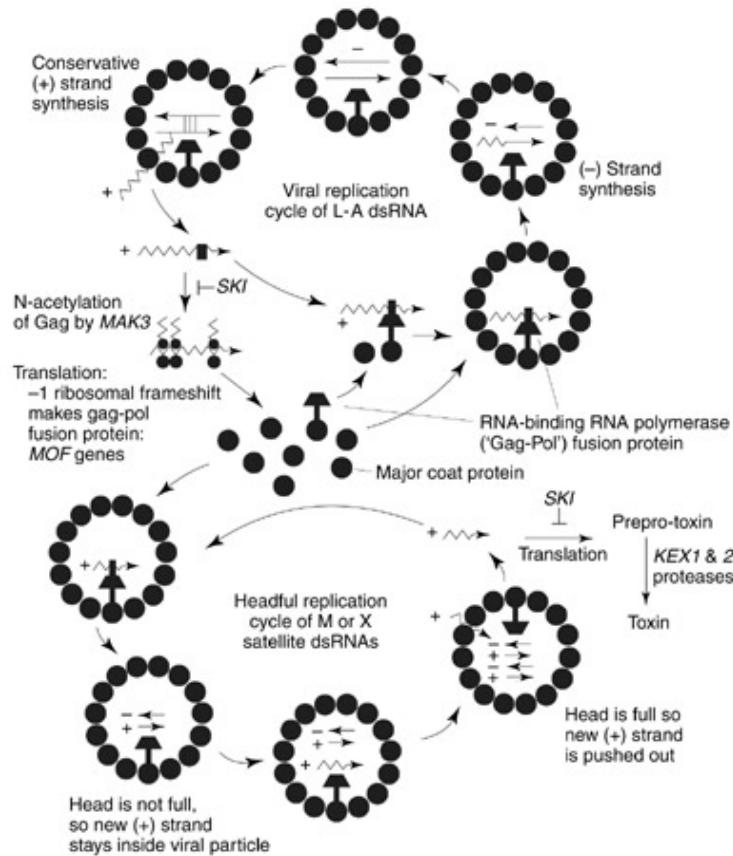 Conservative
(+) strand
synthesis
–
+
Viral replication
cycle of L-A dsRNA
–
(–) Strand
synthesis
+
SKI
N-acetylation
of Gag by MAK3
+
Translation:
–1 ribosomal frameshift
makes gag-pol
fusion protein:
MOF genes
RNA-binding RNA polymerase
('Gag-Pol') fusion protein
Major coat protein
SKI
+
Translation
Prepro-toxin
KEX1 & 2
proteases
Toxin
+
Headful replication
cycle of M or X
satellite dsRNAs
+
–
+
–
+
Head is full so
new (+) strand
is pushed out
–
+
+
–
+
Head is not full,
so new (+) strand
stays inside viral particle